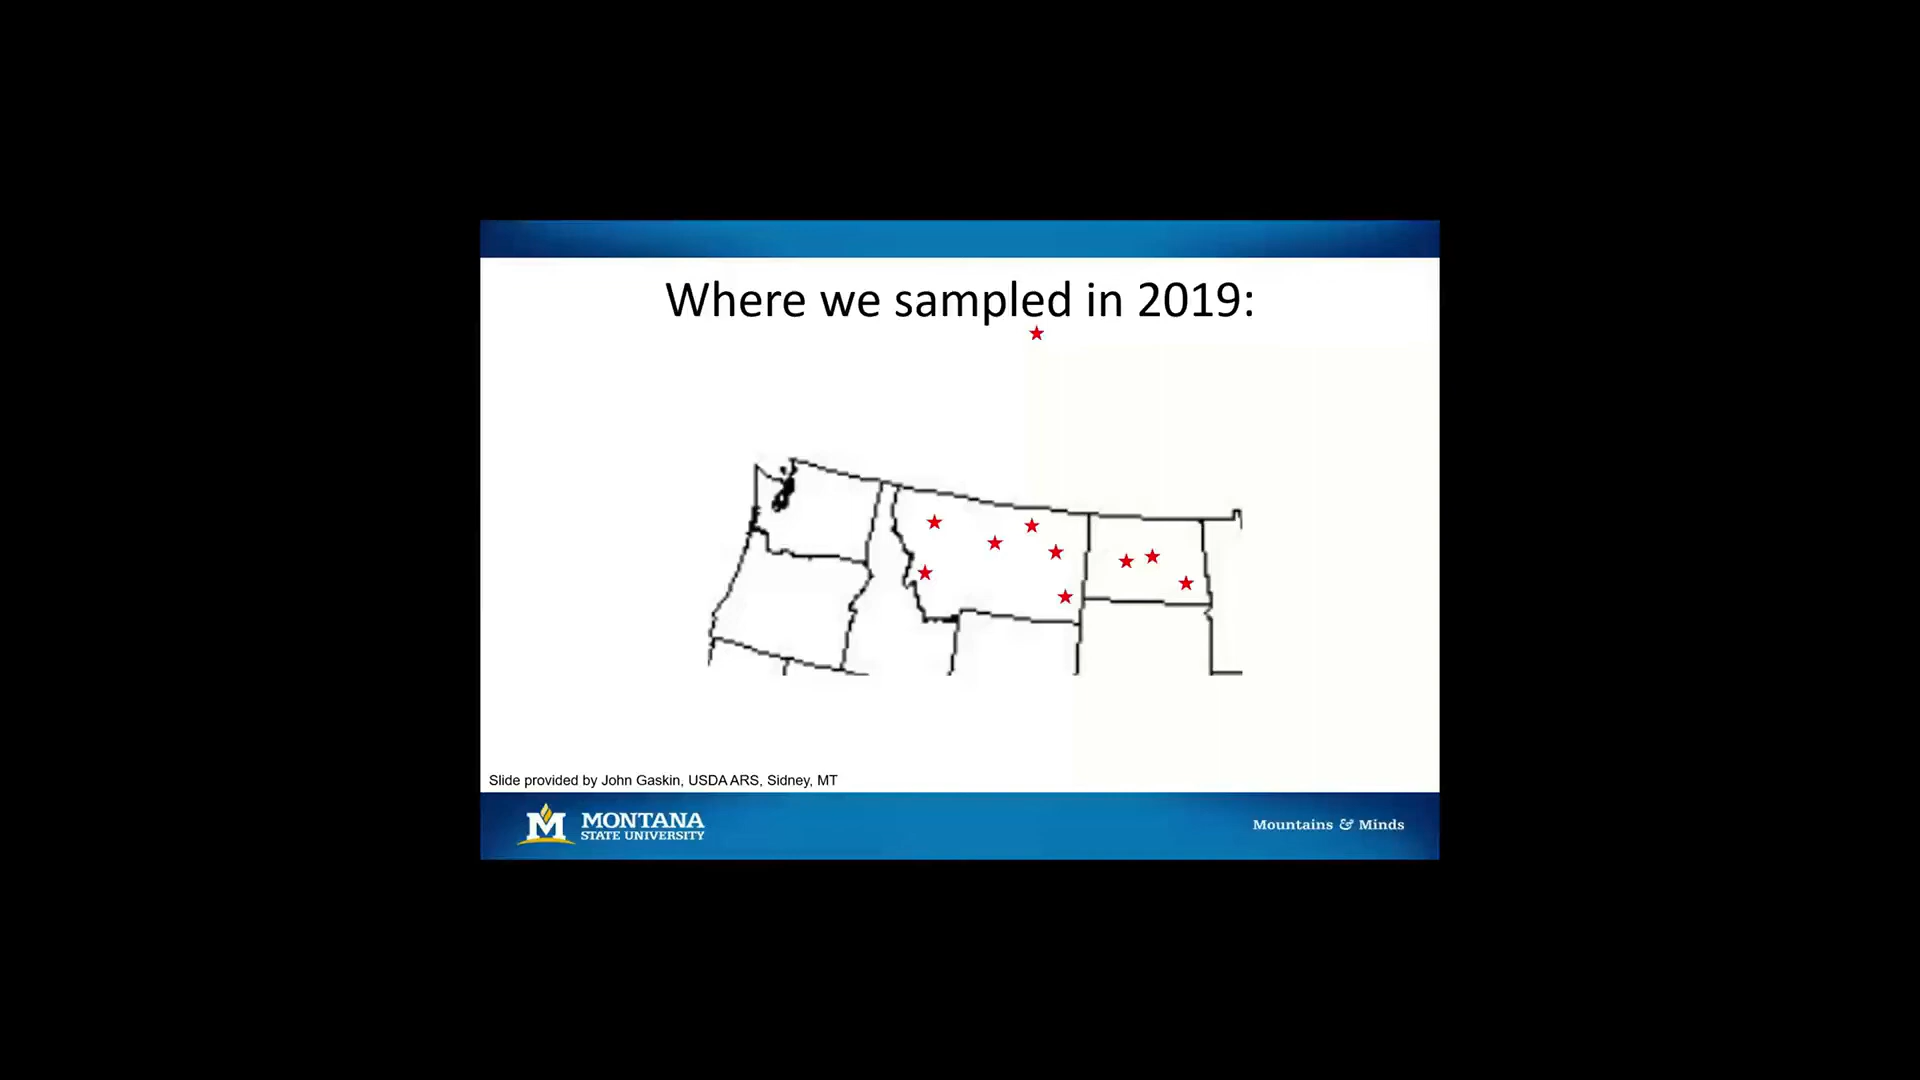 Where we sampled in 2019:
Slide provided by John Gaskin, USDA ARS, Sidney, MT
M MONTANA
STATE UNIVERSITY
Mountains & Minds